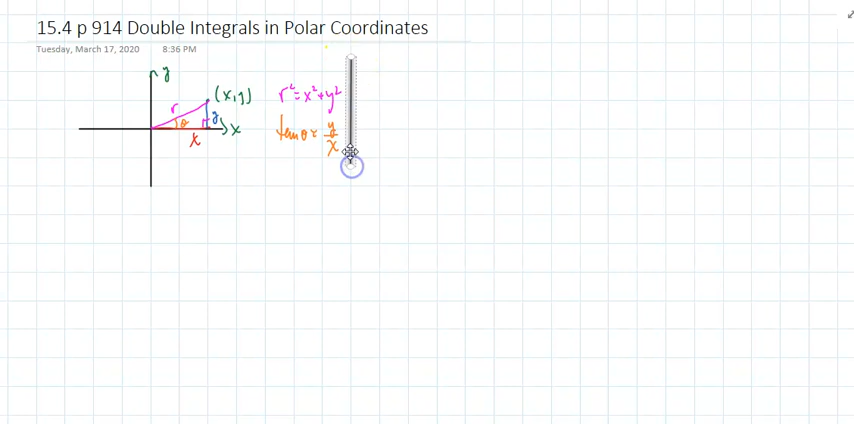 15.4 p 914 Double Integrals in Polar Coordinates
Tuesday, March 17, 2020 8:36 PM
y
(x,y)
r
r² = x² + y²
y
θ
x
tan θ = y/x
x